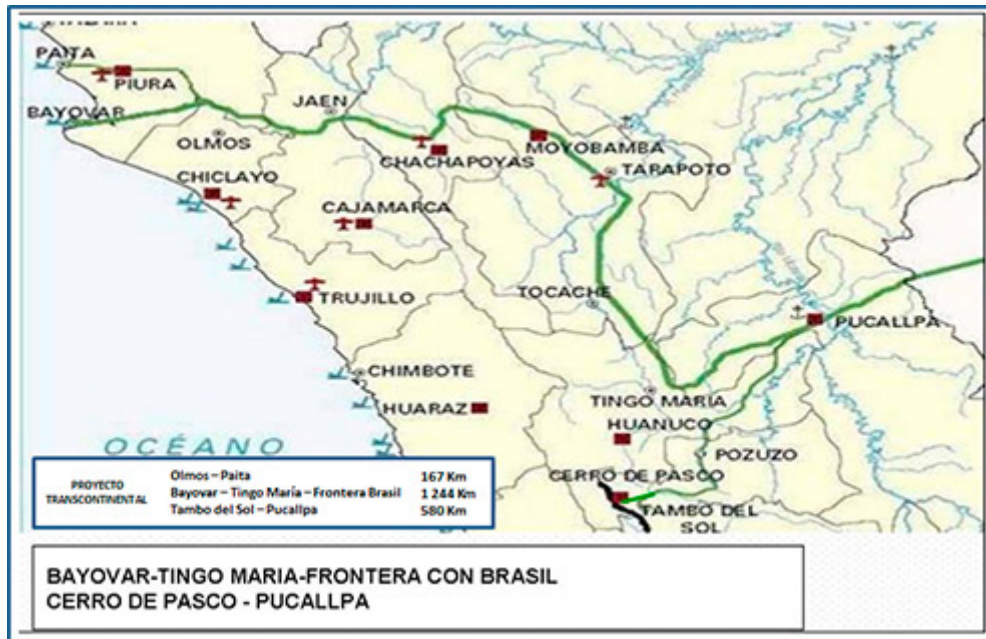 PAITA
PIURA
BAYOVAR
JAEN
OLMOS
CHACHAPOYAS
MOYOBAMBA
TARAPOTO
CHICLAYO
CAJAMARCA
TRUJILLO
TOCACHE
PUCALLPA
CHIMBOTE
TINGO MARIA
HUARAZ
HUANUCO
OCÉANO
POZUZO
CERRO DE PASCO
TAMBO DEL
SOL
PROYECTO
TRANSCONTINENTAL
Olmos – Paita 167 Km
Bayovar – Tingo María – Frontera Brasil 1 244 Km
Tambo del Sol – Pucallpa 580 Km
BAYOVAR-TINGO MARIA-FRONTERA CON BRASIL
CERRO DE PASCO - PUCALLPA